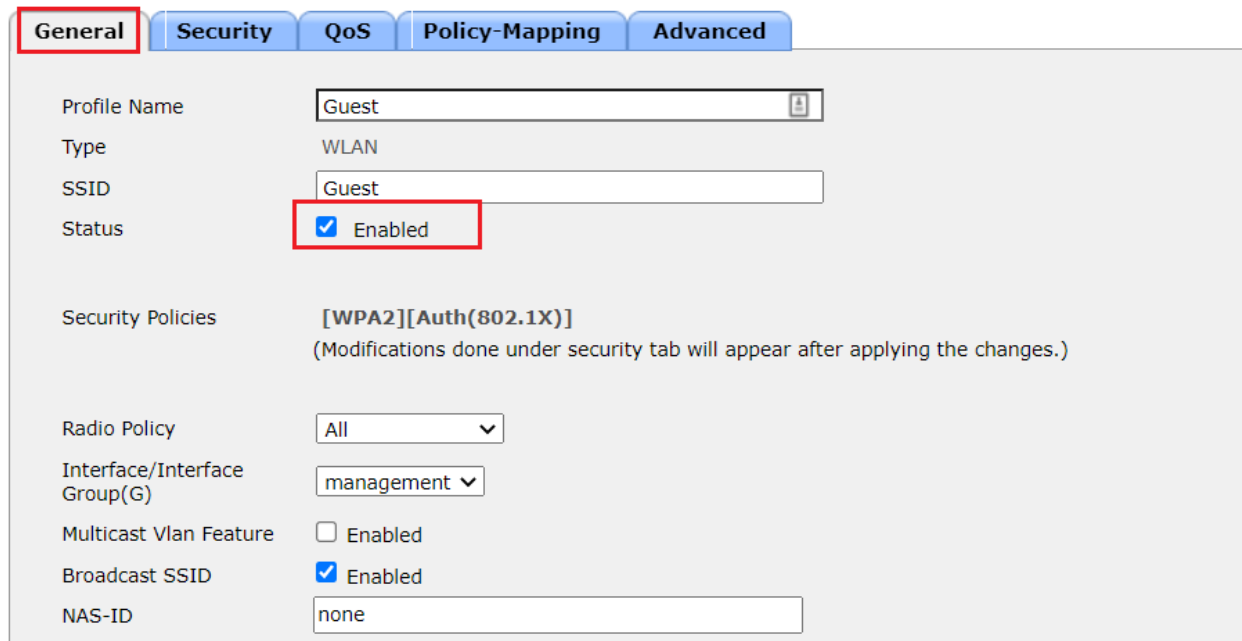 General Security QoS Policy-Mapping Advanced
Profile Name Guest
Type WLAN
SSID Guest
Status Enabled
Security Policies [WPA2][Auth(802.1X)]
(Modifications done under security tab will appear after applying the changes.)
Radio Policy All
Interface/Interface
Group(G) management
Multicast Vlan Feature Enabled
Broadcast SSID Enabled
NAS-ID none